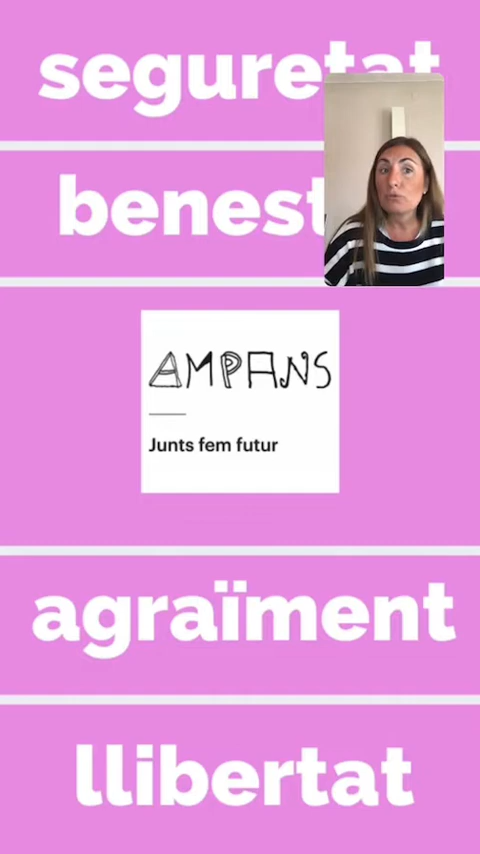 seguretat
benest
AMPANS
Junts fem futur
agraïment
llibertat